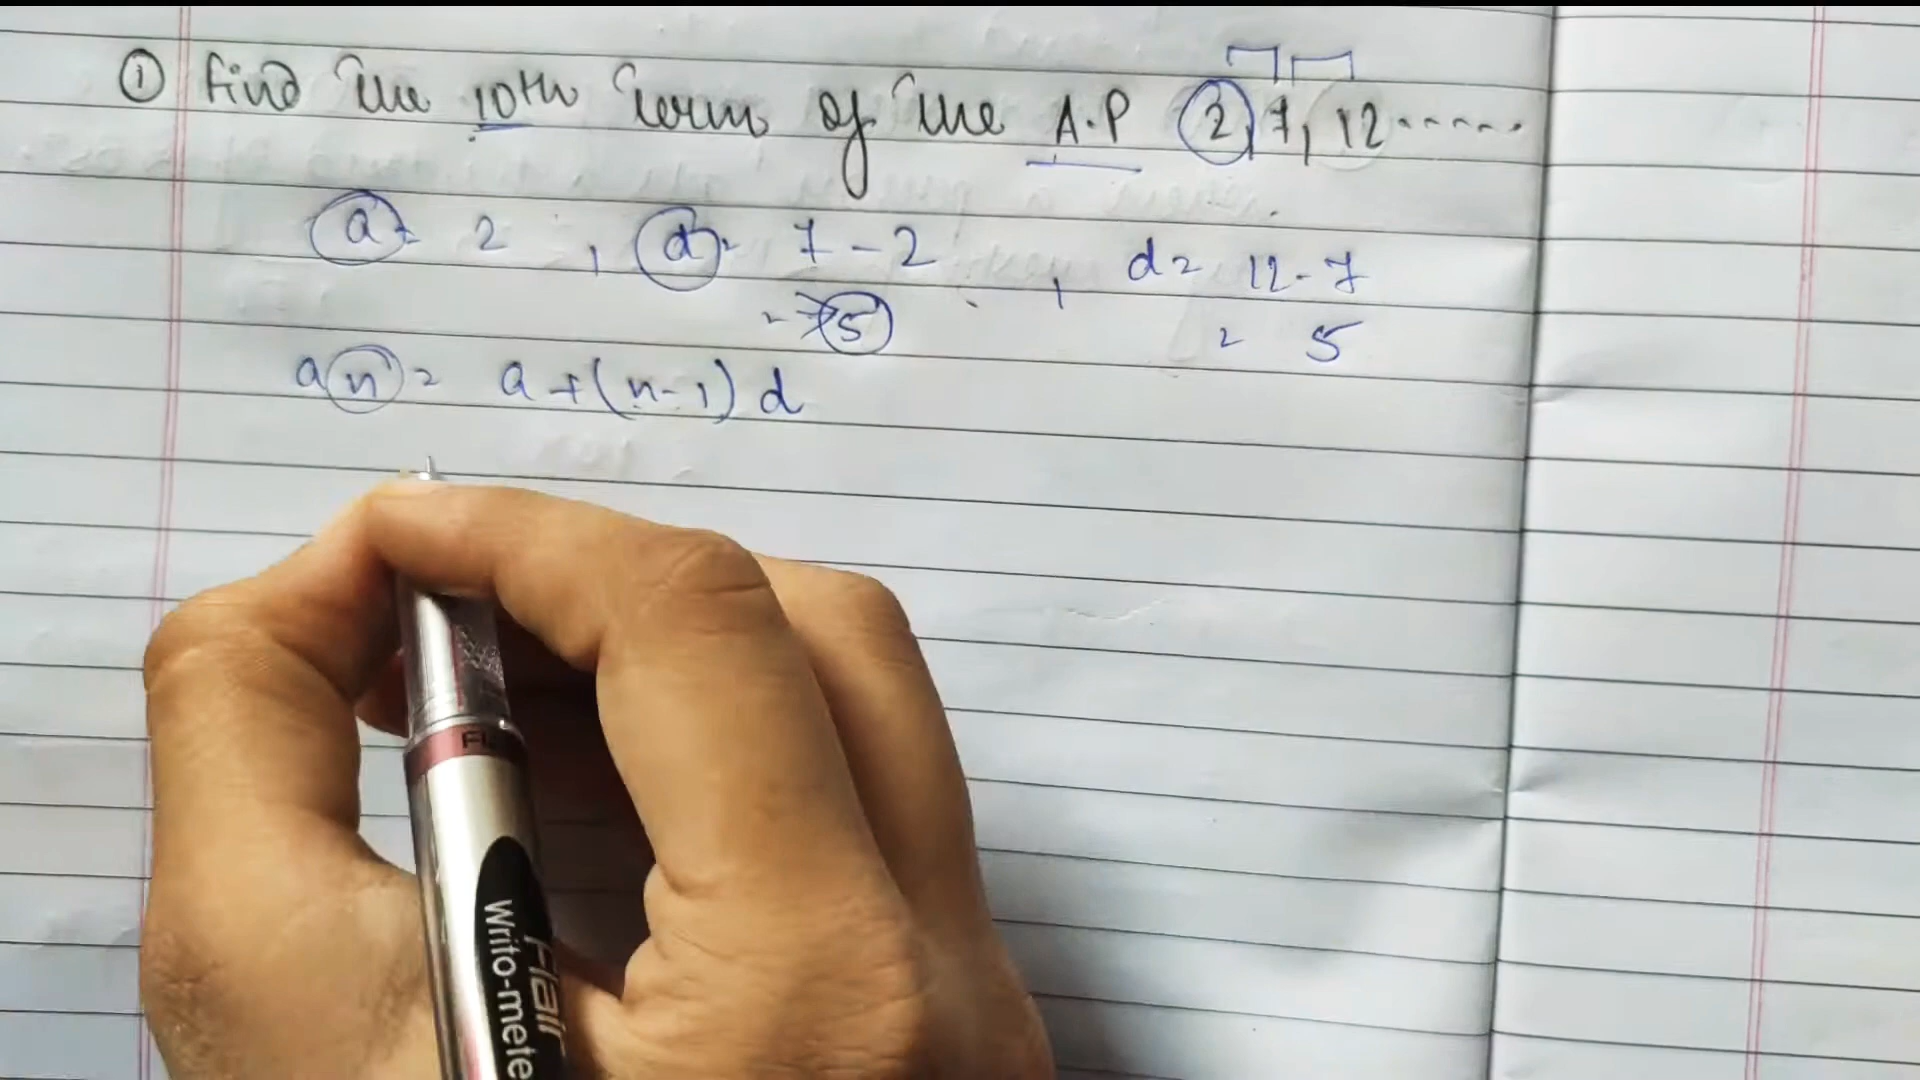 ① find the 10th term of the A.P 2, 7, 12.....
a = 2 , d = 7 - 2 , d = 12 - 7
= 5 = 5
an = a + (n-1) d
Flair
Writo-mete